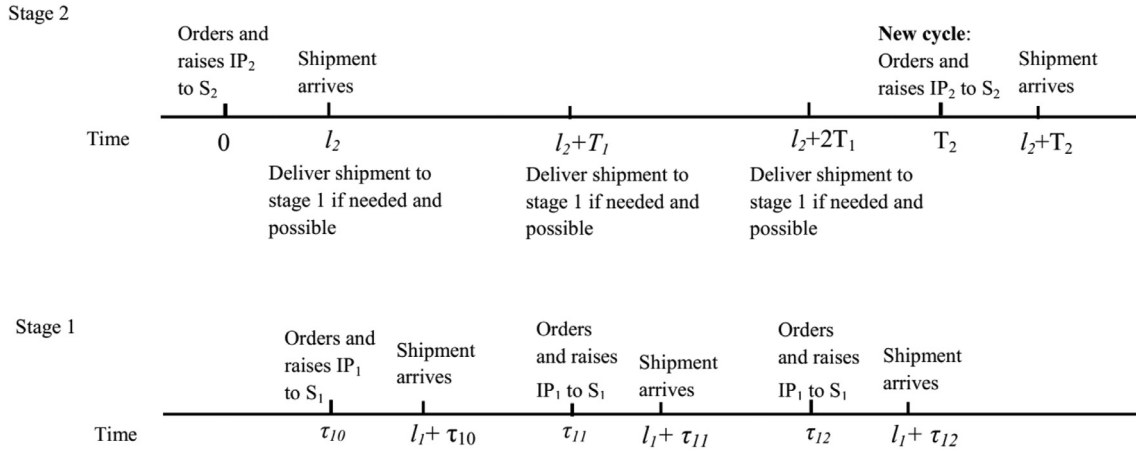 Stage 2
Orders and
raises IP₂
to S₂
Shipment
arrives
New cycle:
Orders and
raises IP₂ to S₂
Shipment
arrives
Time
0
l₂
l₂+T₁
l₂+2T₁
T₂
l₂+T₂
Deliver shipment to
stage 1 if needed and
possible
Deliver shipment to
stage 1 if needed and
possible
Deliver shipment to
stage 1 if needed and
possible
Stage 1
Orders and
raises IP₁
to S₁
Shipment
arrives
Orders
and raises
IP₁ to S₁
Shipment
arrives
Orders
and raises
IP₁ to S₁
Shipment
arrives
Time
τ₁₀
l₁+ τ₁₀
τ₁₁
l₁+ τ₁₁
τ₁₂
l₁+ τ₁₂